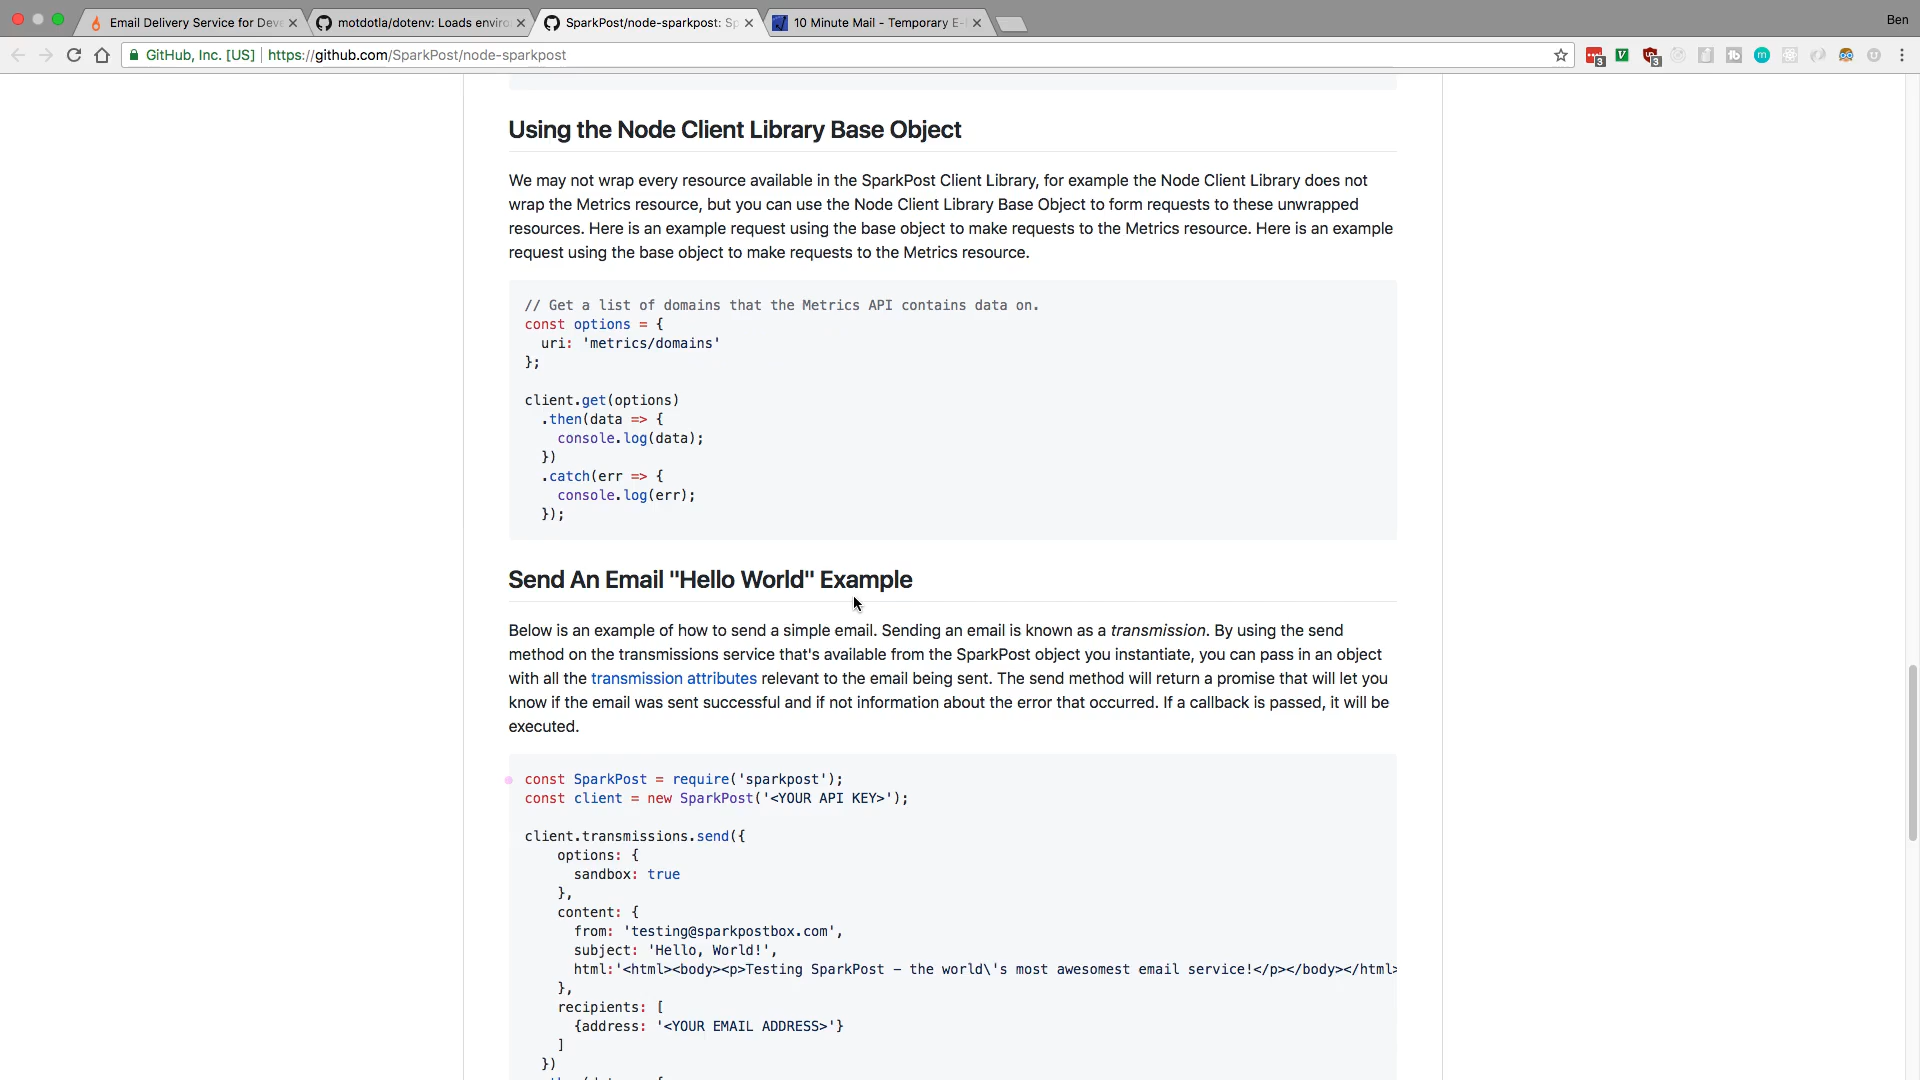 Email Delivery Service for Deve
motdotla/dotenv: Loads enviro
SparkPost/node-sparkpost: Sp
10 Minute Mail - Temporary E-
Ben
GitHub, Inc. [US] https://github.com/SparkPost/node-sparkpost
3
3
Using the Node Client Library Base Object
We may not wrap every resource available in the SparkPost Client Library, for example the Node Client Library does not
wrap the Metrics resource, but you can use the Node Client Library Base Object to form requests to these unwrapped
resources. Here is an example request using the base object to make requests to the Metrics resource. Here is an example
request using the base object to make requests to the Metrics resource.
// Get a list of domains that the Metrics API contains data on.
const options = {
  uri: 'metrics/domains'
};
client.get(options)
  .then(data => {
    console.log(data);
  })
  .catch(err => {
    console.log(err);
  });
Send An Email "Hello World" Example
Below is an example of how to send a simple email. Sending an email is known as a transmission. By using the send
method on the transmissions service that's available from the SparkPost object you instantiate, you can pass in an object
with all the transmission attributes relevant to the email being sent. The send method will return a promise that will let you
know if the email was sent successful and if not information about the error that occurred. If a callback is passed, it will be
executed.
const SparkPost = require('sparkpost');
const client = new SparkPost('<YOUR API KEY>');
client.transmissions.send({
    options: {
      sandbox: true
    },
    content: {
      from: 'testing@sparkpostbox.com',
      subject: 'Hello, World!',
      html:'<html><body><p>Testing SparkPost - the world\'s most awesomest email service!</p></body></html>
    },
    recipients: [
      {address: '<YOUR EMAIL ADDRESS>'}
    ]
  })